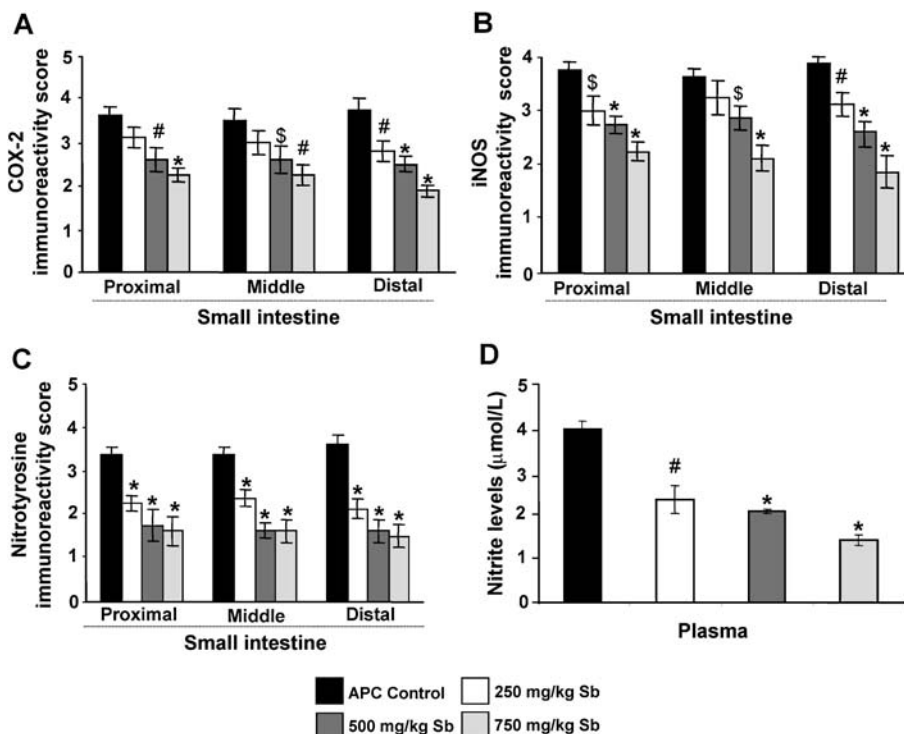 A
COX-2
immunoreactivity score
5
4
3
2
1
0
#
*
$
#
#
*
*
Proximal Middle Distal
Small intestine
B
iNOS
immunoreactivity score
4
3
2
1
0
$
*
*
$
*
#
*
*
Proximal Middle Distal
Small intestine
C
Nitrotyrosine
immunoreactivity score
5
4
3
2
1
0
*
*
*
*
*
*
*
*
*
Proximal Middle Distal
Small intestine
D
Nitrite levels (μmol/L)
5
4
3
2
1
0
#
*
*
Plasma
APC Control 250 mg/kg Sb
500 mg/kg Sb 750 mg/kg Sb